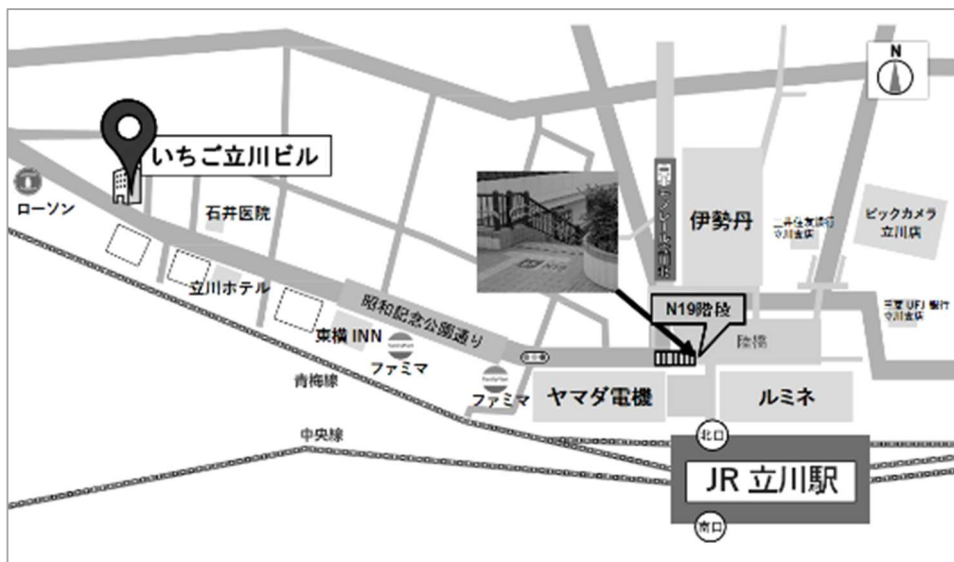 N
いちご立川ビル
ローソン
石井医院
伊勢丹
ビックカメラ
立川店
立川ホテル
昭和記念公園通り
N19階段
陸橋
東横INN
ファミマ
ファミマ
ヤマダ電機
ルミネ
青梅線
中央線
北口
JR 立川駅
南口